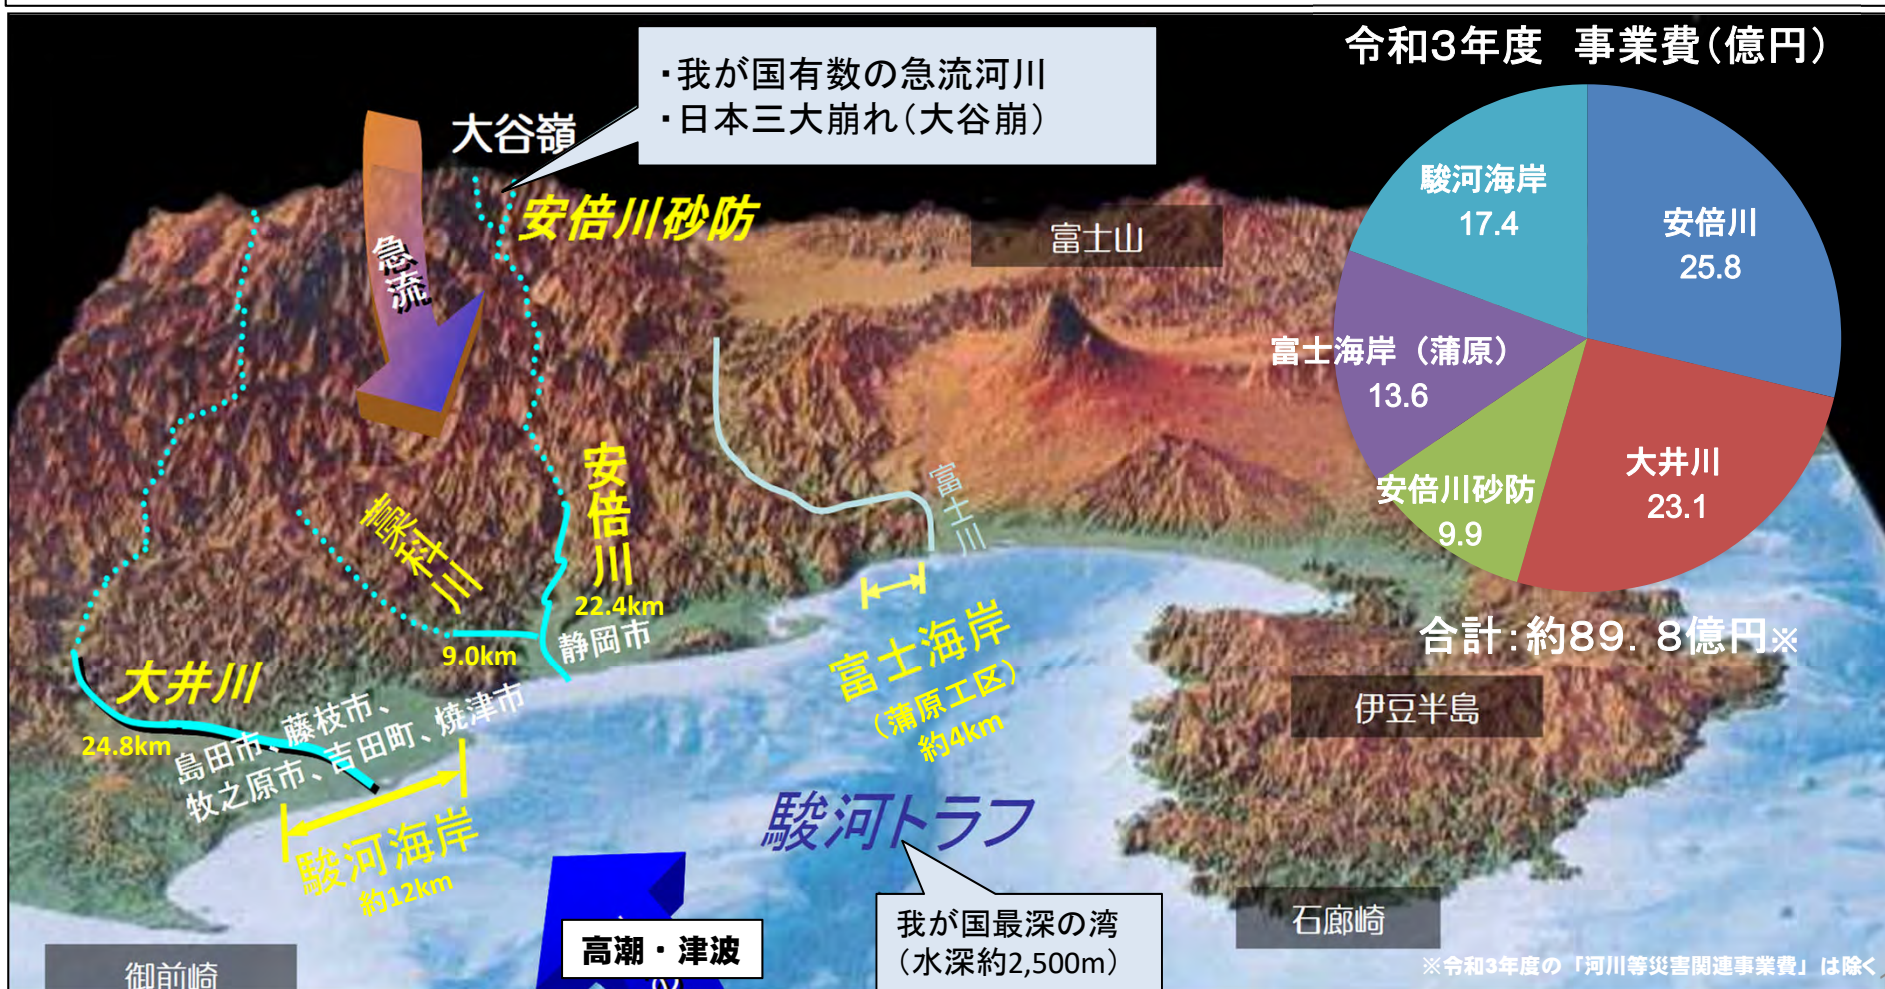 ・我が国有数の急流河川
・日本三大崩れ（大谷崩）
大谷嶺
安倍川砂防
急流
富士山
令和3年度　事業費（億円）
駿河海岸
17.4
安倍川
25.8
富士海岸（蒲原）
13.6
大井川
23.1
安倍川砂防
9.9
合計：約89．8億円※
富士川
安倍川
22.4km
藁科川
9.0km
静岡市
大井川
24.8km
島田市、藤枝市、
牧之原市、吉田町、焼津市
駿河海岸
約12km
富士海岸
（蒲原工区）
約4km
駿河トラフ
我が国最深の湾
（水深約2,500m）
高潮・津波
伊豆半島
石廊崎
御前崎
※令和3年度の「河川等災害関連事業費」は除く